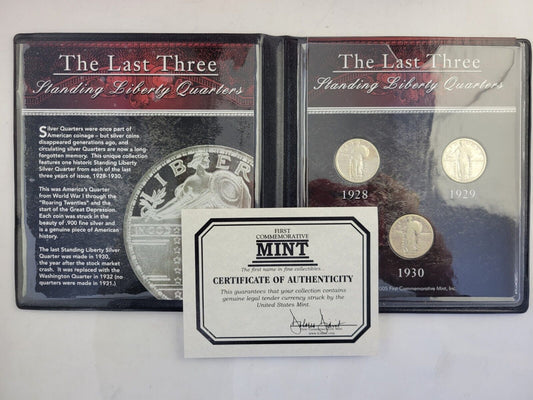 The Last Three
Standing Liberty Quarters
Silver Quarters were once part of
American coinage – but silver coins
disappeared generations ago, and
circulating silver Quarters are now a long-
forgotten memory. This unique collection
features one historic Standing Liberty
Silver Quarter from each of the last
three years of issue, 1928-1930.
This was America's Quarter
from World War I through the
"Roaring Twenties" and the
start of the Great Depression.
Each coin was struck in the
beauty of .900 fine silver and
is a genuine piece of American
history.
The last Standing Liberty Silver
Quarter was made in 1930,
the year after the stock market
crash. It was replaced with the
Washington Quarter in 1932 (no
quarters were made in 1931.)
LIBER
The Last Three
Standing Liberty Quarters
1928
1929
1930
2005 First Commemorative Mint, Inc.
FIRST
COMMEMORATIVE
MINT
The first name in fine collectibles.
CERTIFICATE OF AUTHENTICITY
This guarantees that your collection contains
genuine legal tender currency struck by the
United States Mint.